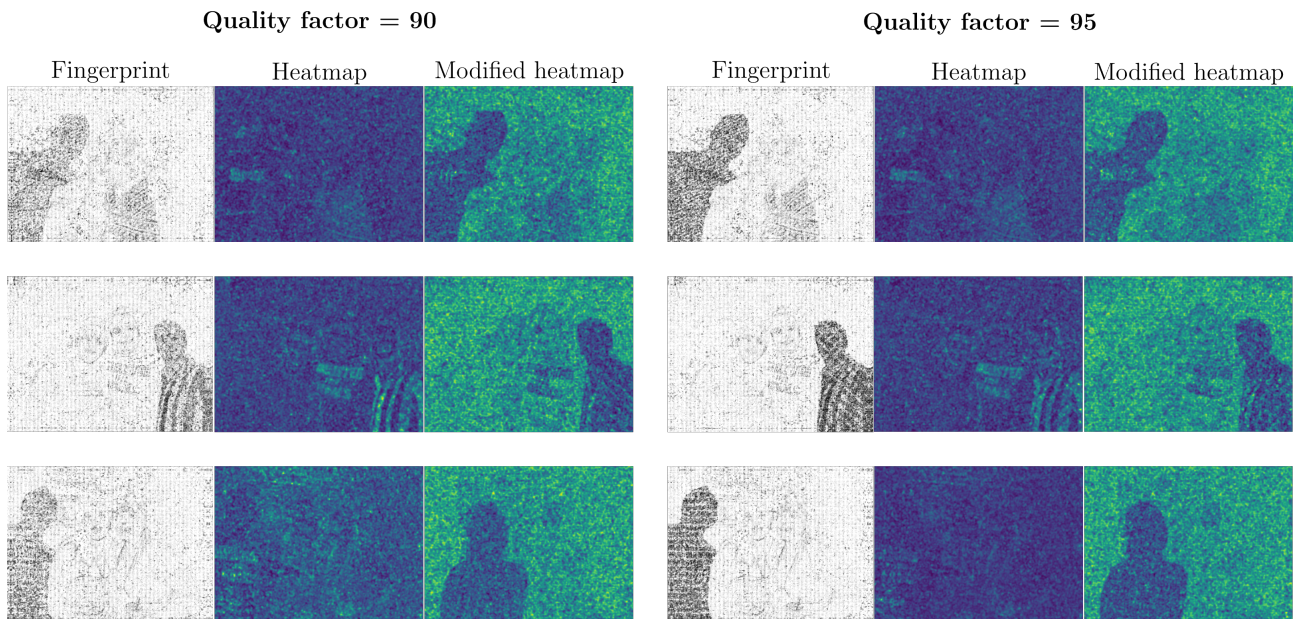 Quality factor = 90
Quality factor = 95
Fingerprint Heatmap Modified heatmap
Fingerprint Heatmap Modified heatmap